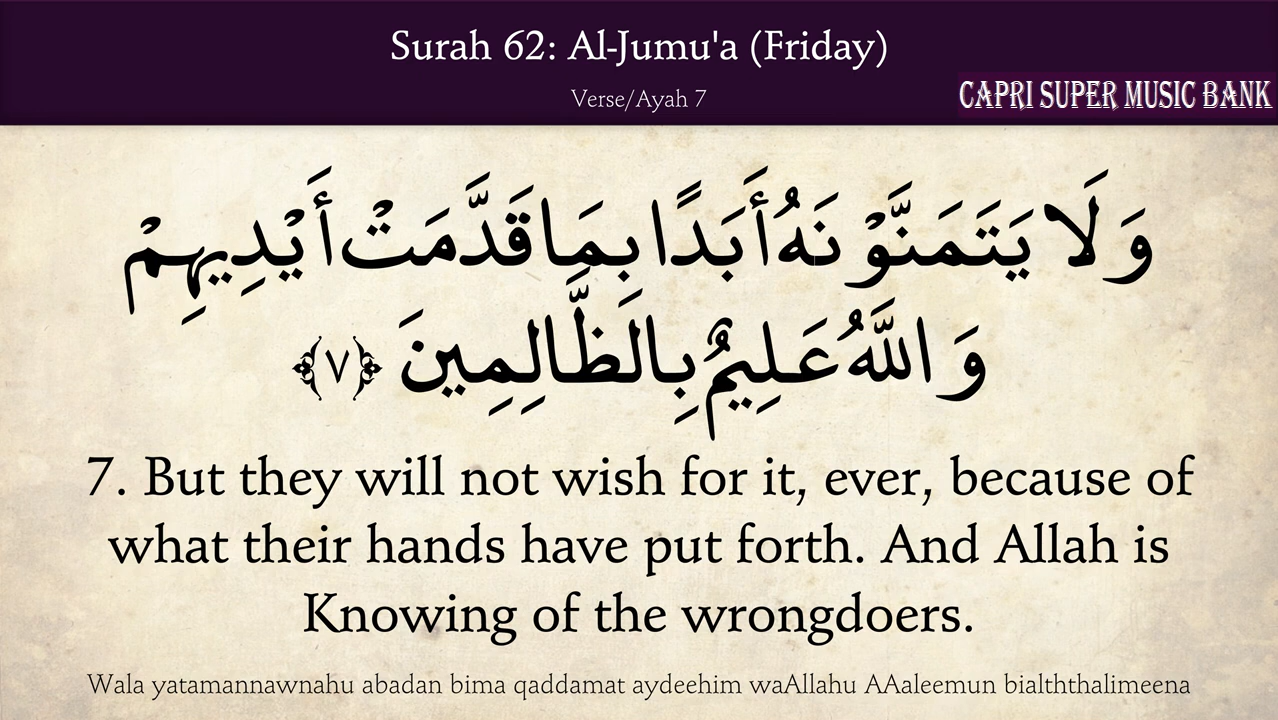 Surah 62: Al-Jumu'a (Friday)
Verse/Ayah 7
CAPRI SUPER MUSIC BANK
وَلَا يَتَمَنَّوْنَهُ أَبَدًا بِمَا قَدَّمَتْ أَيْدِيهِمْ
وَاللَّهُ عَلِيمٌ بِالظَّالِمِينَ ﴿٧﴾
7. But they will not wish for it, ever, because of
what their hands have put forth. And Allah is
Knowing of the wrongdoers.
Wala yatamannawnahu abadan bima qaddamat aydeehim waAllahu AAaleemun bialththalimeena